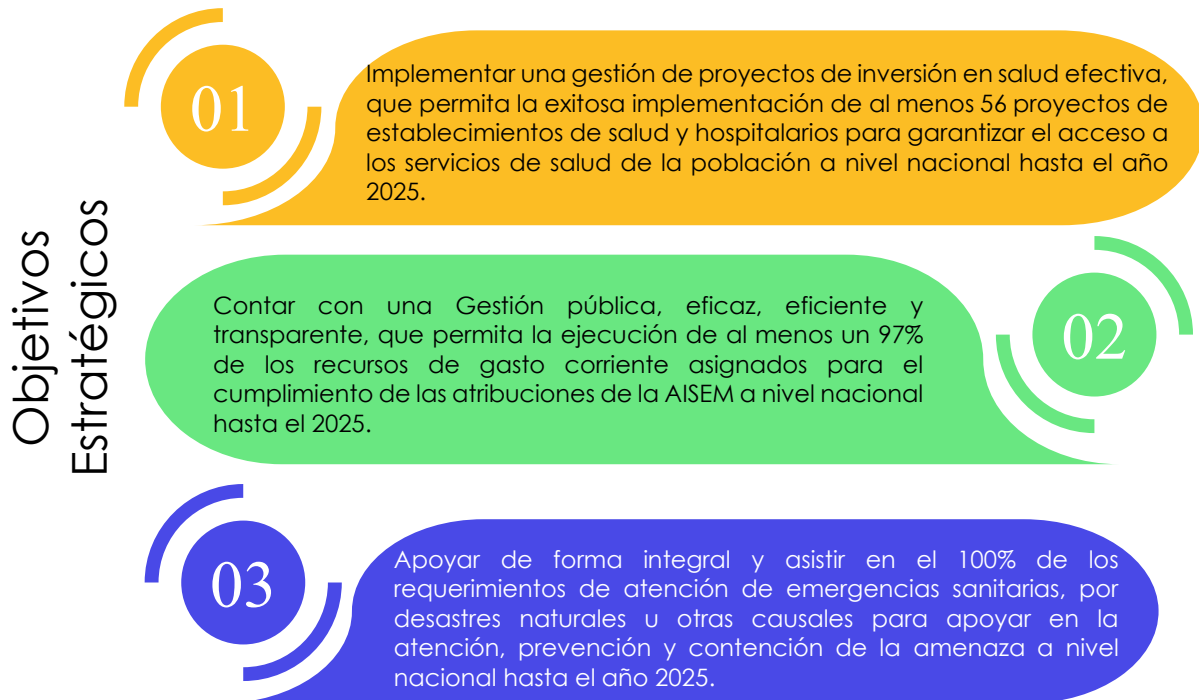 Objetivos
Estratégicos
01
Implementar una gestión de proyectos de inversión en salud efectiva,
que permita la exitosa implementación de al menos 56 proyectos de
establecimientos de salud y hospitalarios para garantizar el acceso a
los servicios de salud de la población a nivel nacional hasta el año
2025.
Contar con una Gestión pública, eficaz, eficiente y
transparente, que permita la ejecución de al menos un 97%
de los recursos de gasto corriente asignados para el
cumplimiento de las atribuciones de la AISEM a nivel nacional
hasta el 2025.
02
03
Apoyar de forma integral y asistir en el 100% de los
requerimientos de atención de emergencias sanitarias, por
desastres naturales u otras causales para apoyar en la
atención, prevención y contención de la amenaza a nivel
nacional hasta el año 2025.